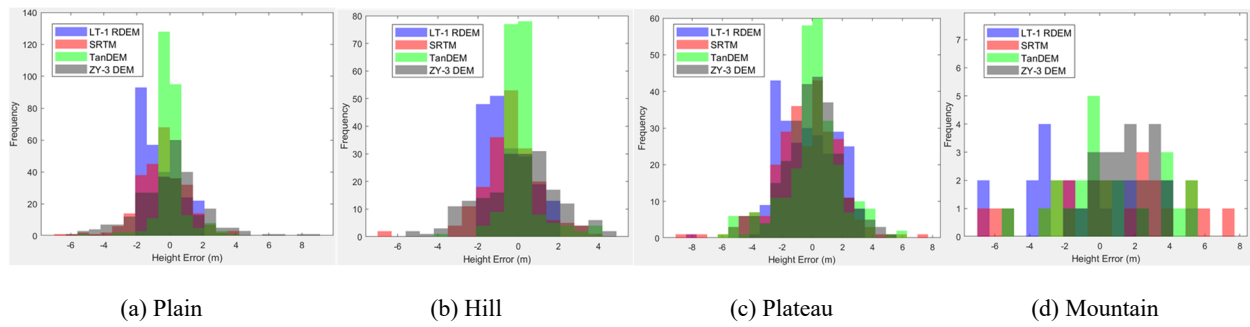 140
120
100
80
60
40
20
0
Frequency
LT-1 RDEM
SRTM
TanDEM
ZY-3 DEM
-6 -4 -2 0 2 4 6 8
Height Error (m)
(a) Plain
80
70
60
50
40
30
20
10
0
Frequency
LT-1 RDEM
SRTM
TanDEM
ZY-3 DEM
-6 -4 -2 0 2 4
Height Error (m)
(b) Hill
60
50
40
30
20
10
0
Frequency
LT-1 RDEM
SRTM
TanDEM
ZY-3 DEM
-8 -6 -4 -2 0 2 4 6 8
Height Error (m)
(c) Plateau
8
7
6
5
4
3
2
1
0
Frequency
LT-1 RDEM
SRTM
TanDEM
ZY-3 DEM
-6 -4 -2 0 2 4 6 8
Height Error (m)
(d) Mountain